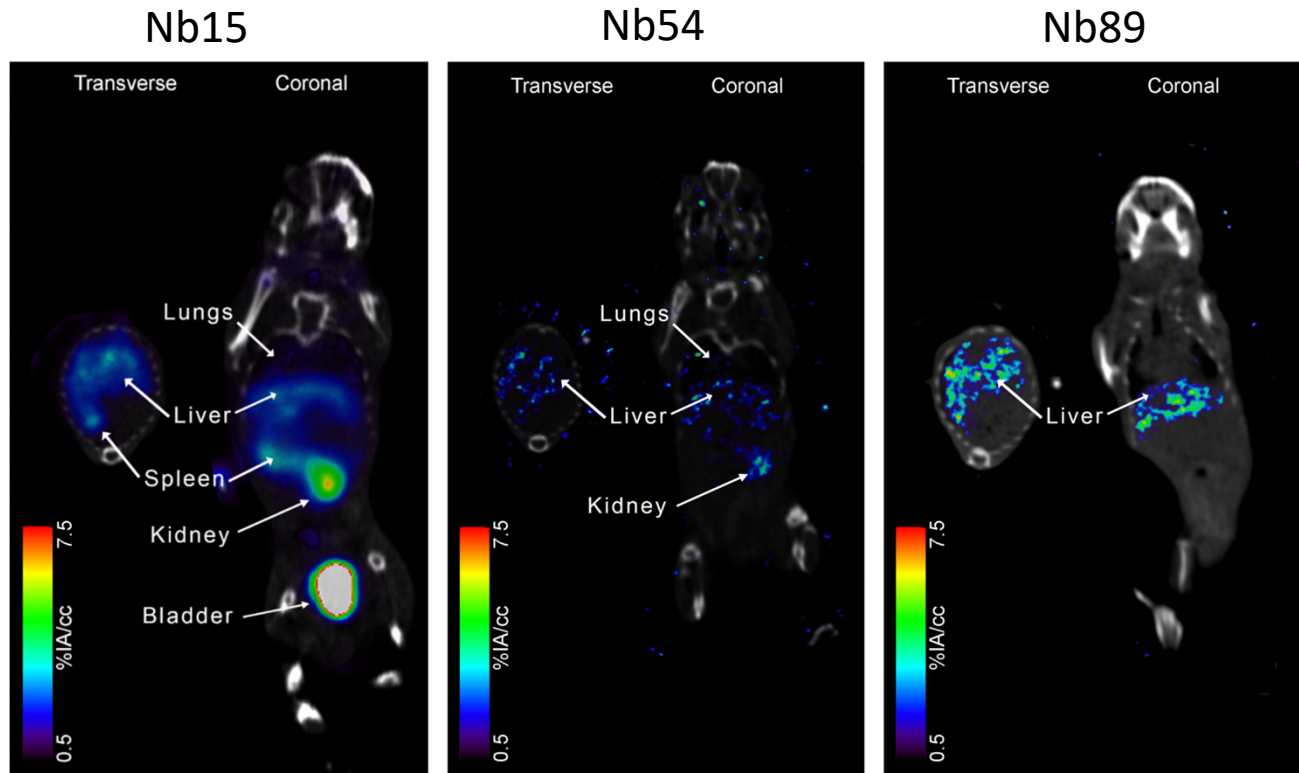 Nb15
Nb54
Nb89
Transverse
Coronal
Lungs
Liver
Spleen
Kidney
Bladder
7.5
%IA/cc
0.5
Transverse
Coronal
Lungs
Liver
Kidney
7.5
%IA/cc
0.5
Transverse
Coronal
Liver
7.5
%IA/cc
0.5